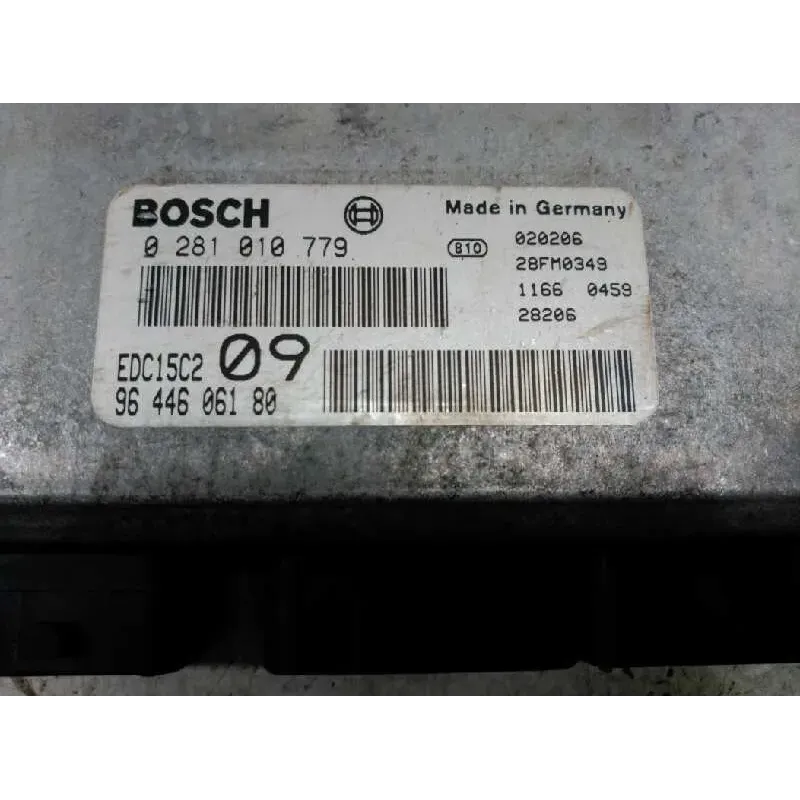 BOSCH
Made in Germany
0 281 010 779
B10
020206
28FM0349
1166 0459
28206
EDC15C2 09
96 446 061 80